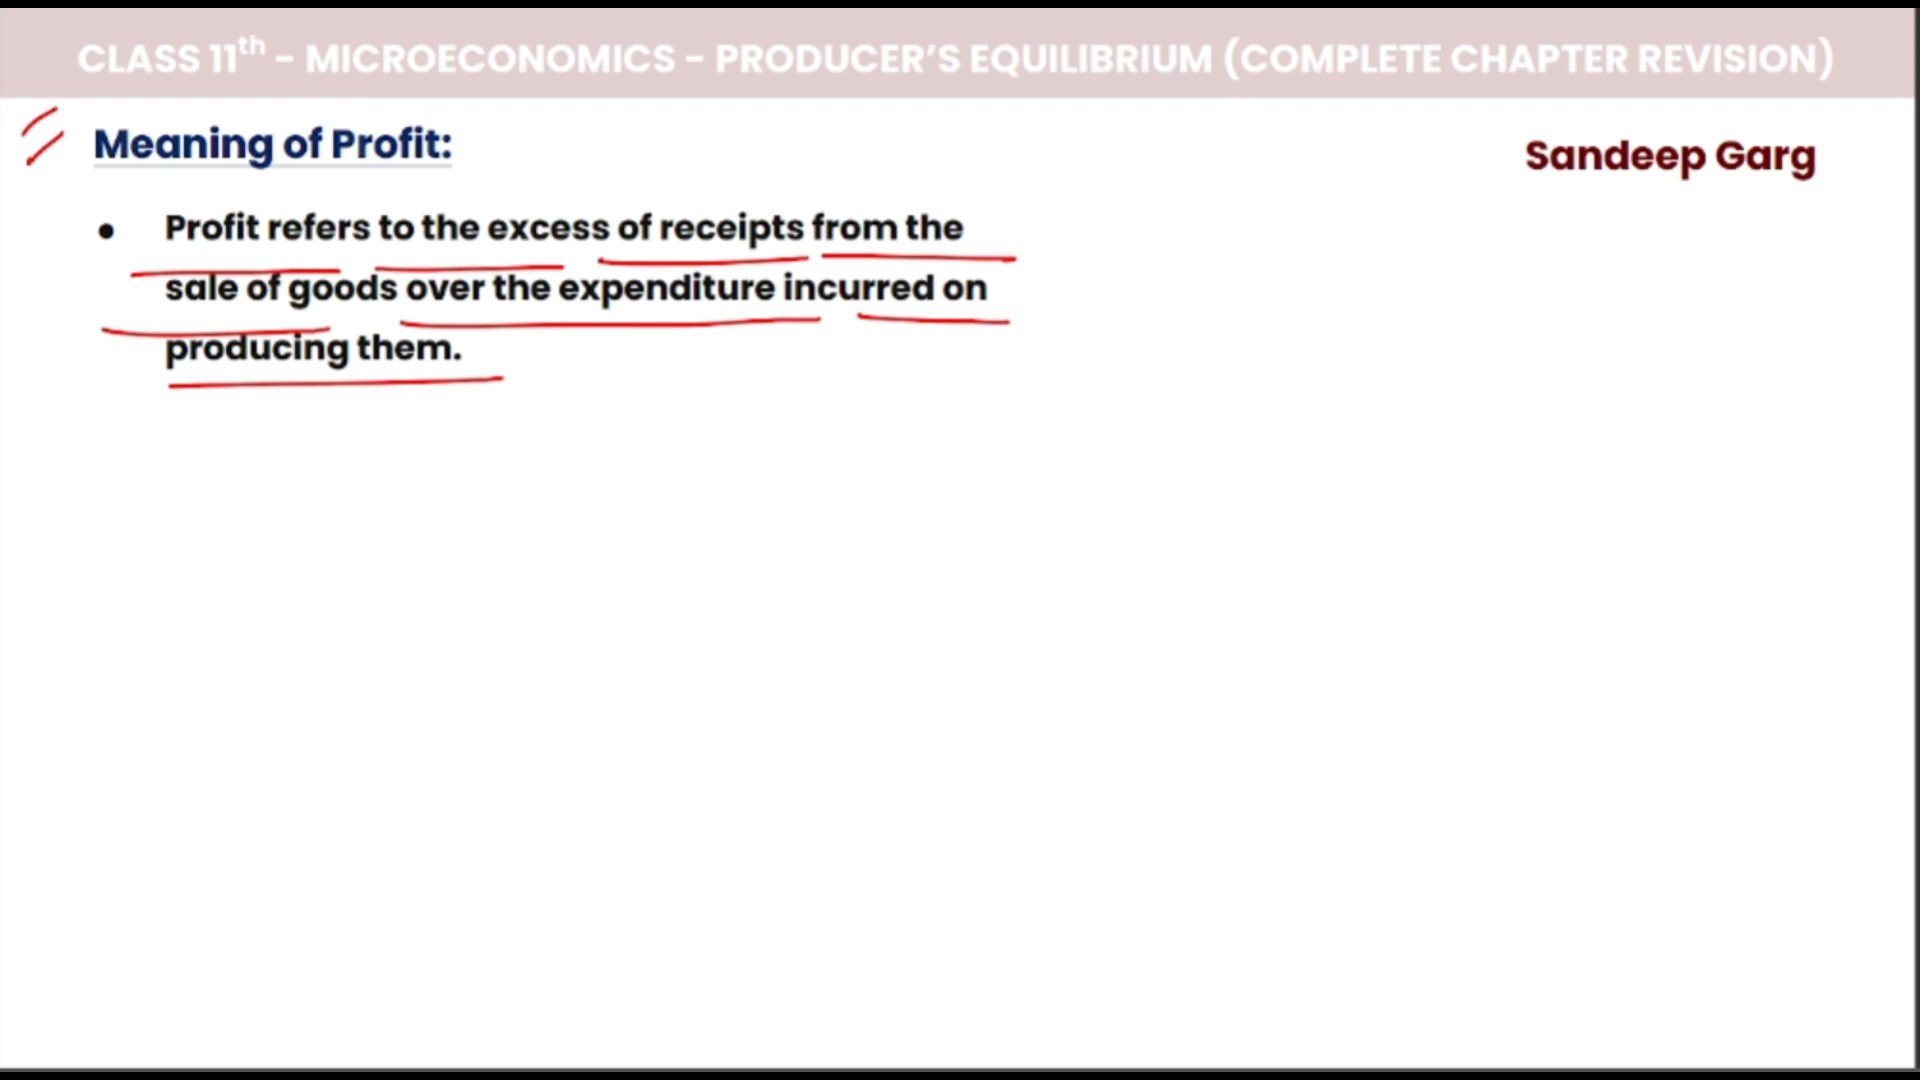 CLASS 11th - MICROECONOMICS - PRODUCER'S EQUILIBRIUM (COMPLETE CHAPTER REVISION)
Meaning of Profit:
Sandeep Garg
• Profit refers to the excess of receipts from the
sale of goods over the expenditure incurred on
producing them.